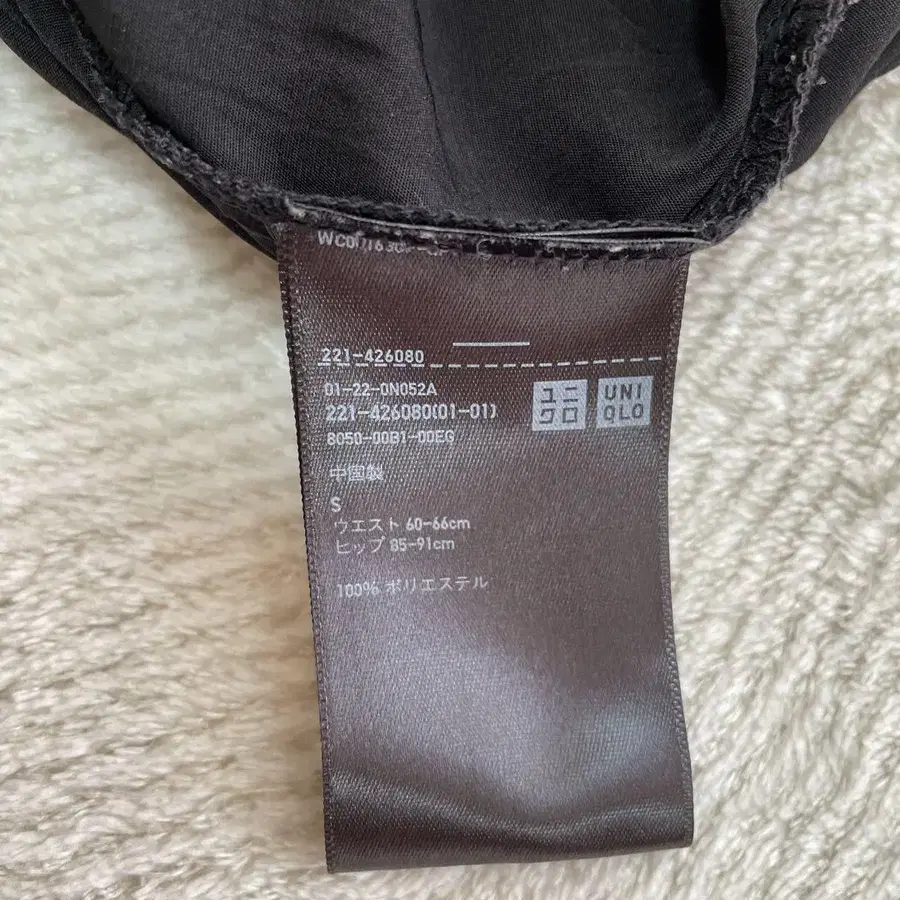 221-426080
01-22-0N052A
221-426080(01-01)
8050-00B1-00EG
中国製
S
ウエスト 60-66cm
ヒップ 85-91cm
100% ポリエステル
ユニ
クロ
UNI
QLO